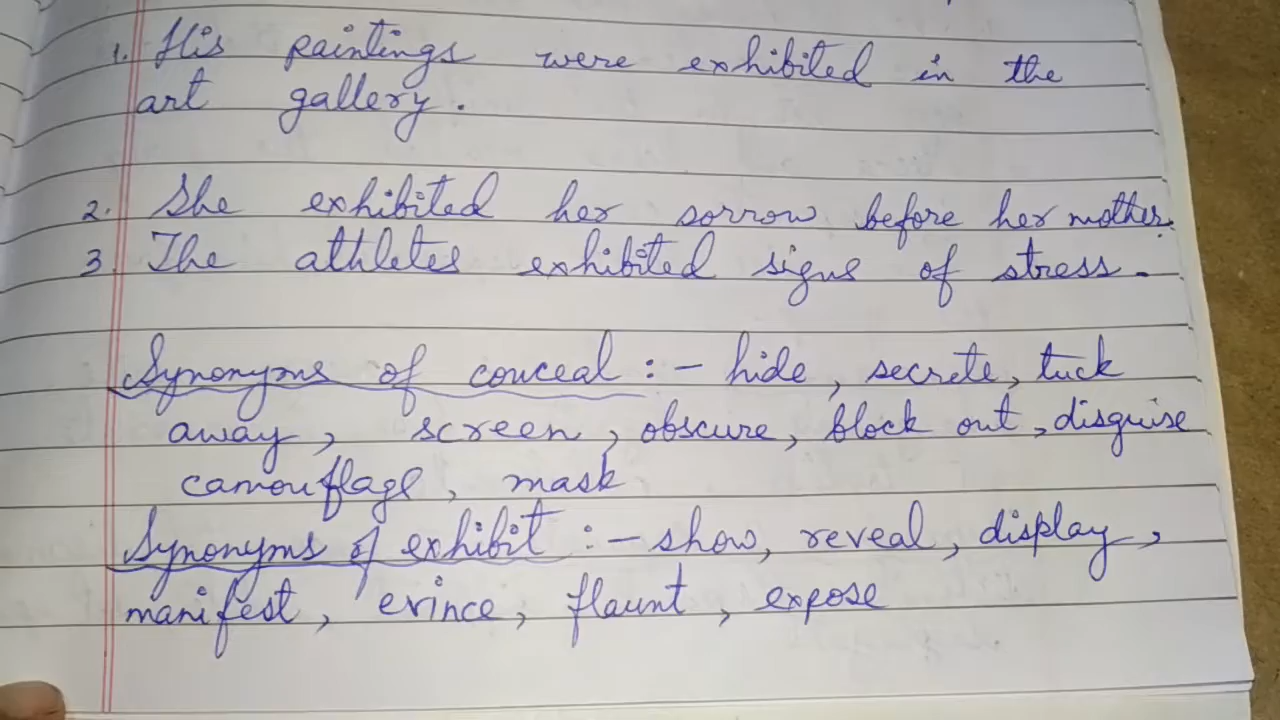 1. His paintings were exhibited in the
art gallery.
2. She exhibited her sorrow before her mother.
3. The athletes exhibited signs of stress.
Synonyms of conceal :- hide, secrete, tuck
away, screen, obscure, block out, disguise
camouflage, mask
Synonyms of exhibit :- show, reveal, display,
manifest, evince, flaunt, expose